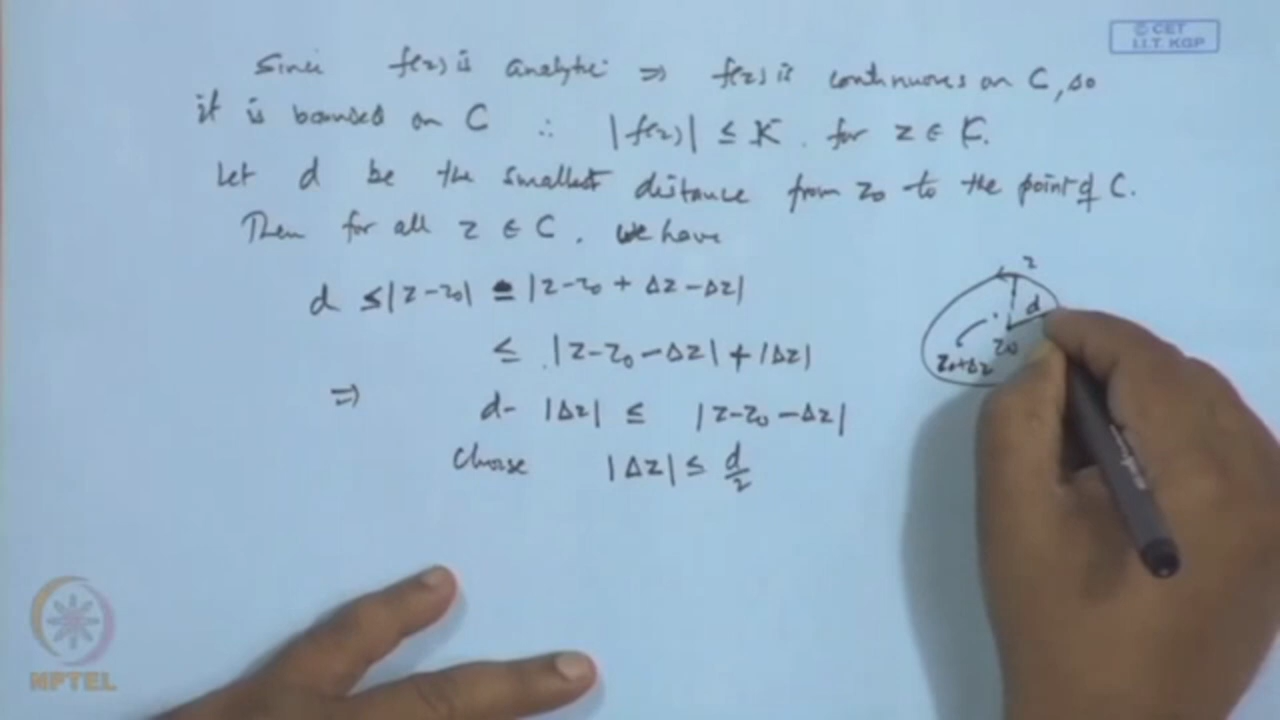 © CET
I.I.T. KGP
Since f(z) is analytic ⇒ f(z) is continuous on C, so
it is bounded on C ∴ |f(z)| ≤ K. for z ∈ C.
Let d be the smallest distance from z₀ to the point of C.
Then for all z ∈ C, we have
d ≤ |z-z₀| = |z-z₀ + Δz - Δz|
≤ |z-z₀-Δz| + |Δz|
⇒ d - |Δz| ≤ |z-z₀-Δz|
Choose |Δz| ≤ d/2
z
d
z₀
z₀+Δz
NPTEL